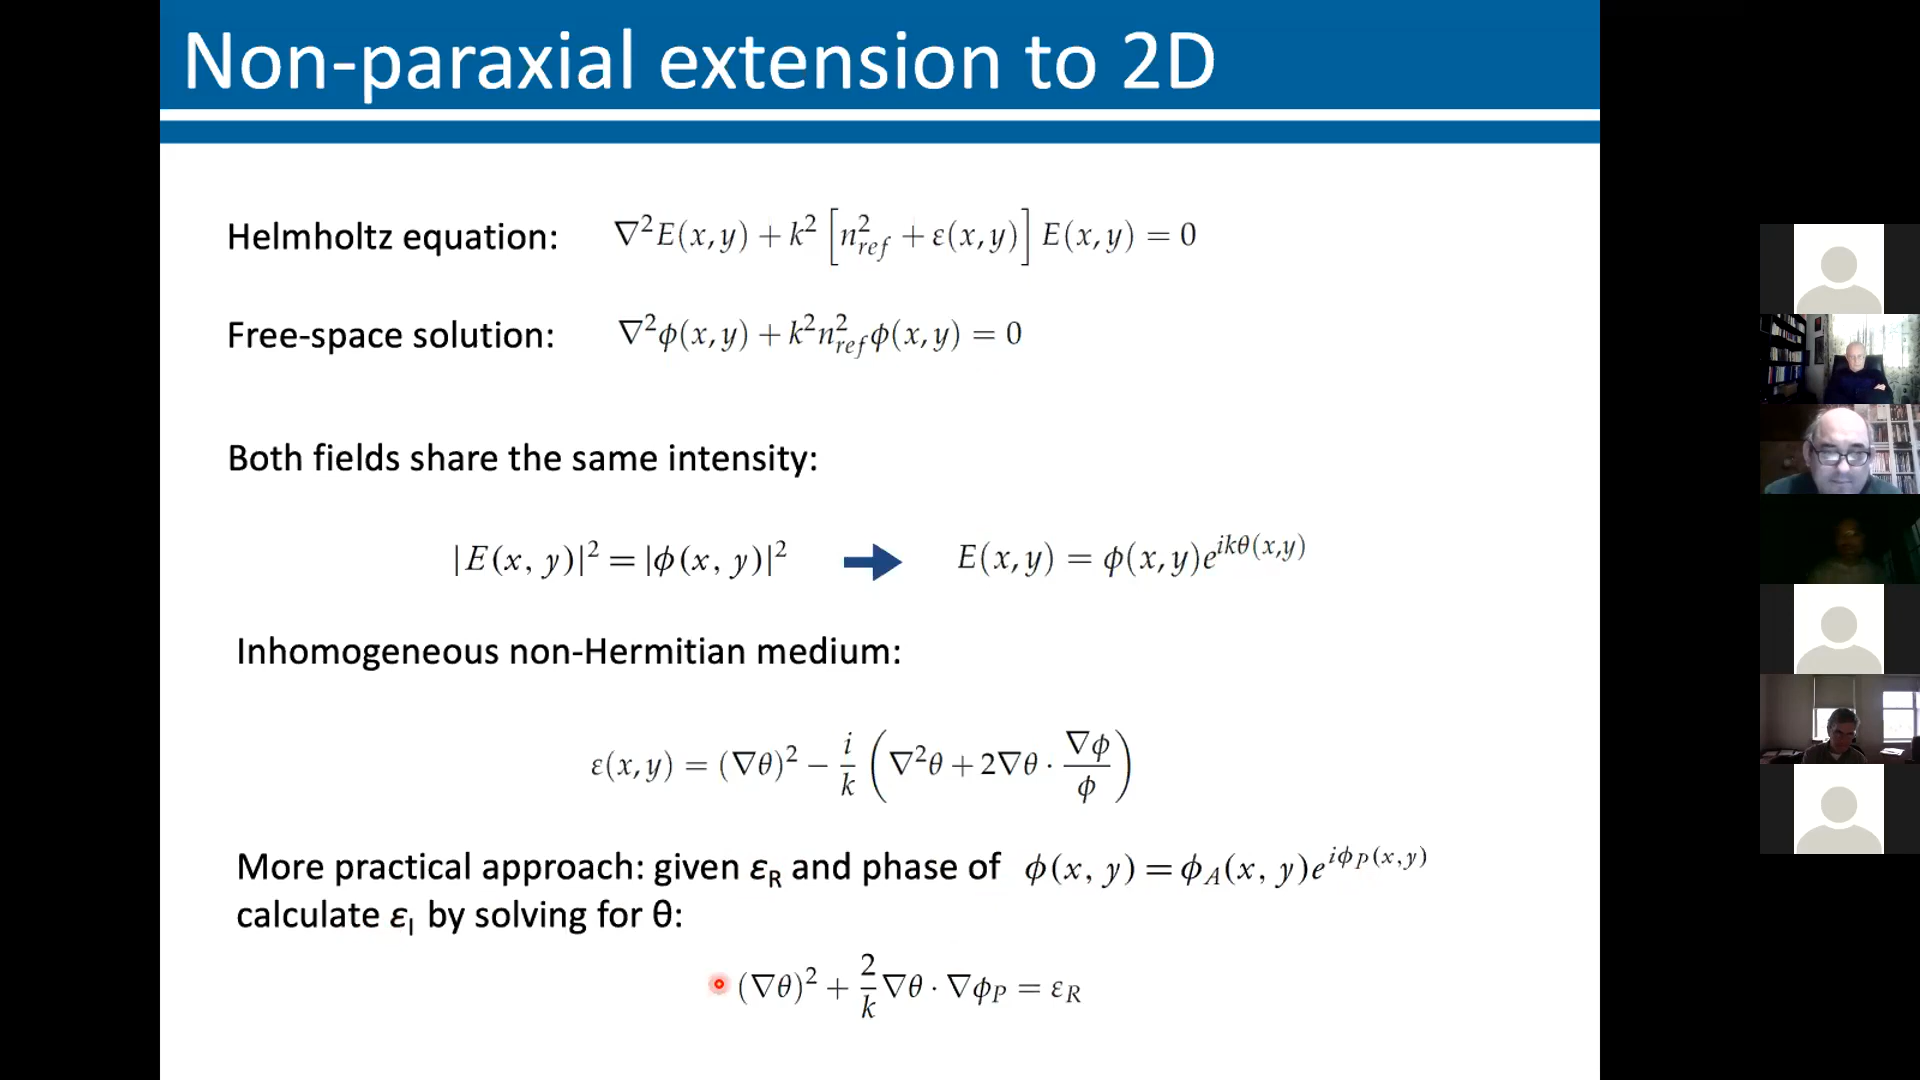 Non-paraxial extension to 2D
Helmholtz equation: ∇²E(x,y) + k² [n²_ref + ε(x,y)] E(x,y) = 0
Free-space solution: ∇²ϕ(x,y) + k²n²_ref ϕ(x,y) = 0
Both fields share the same intensity:
|E(x, y)|² = |ϕ(x, y)|² E(x,y) = ϕ(x,y)e^{ikθ(x,y)}
Inhomogeneous non-Hermitian medium:
ε(x,y) = (∇θ)² − i/k (∇²θ + 2∇θ · ∇ϕ/ϕ)
More practical approach: given ε_R and phase of ϕ(x, y) = ϕ_A(x, y)e^{iϕ_P(x,y)}
calculate ε_I by solving for θ:
(∇θ)² + 2/k ∇θ · ∇ϕ_P = ε_R